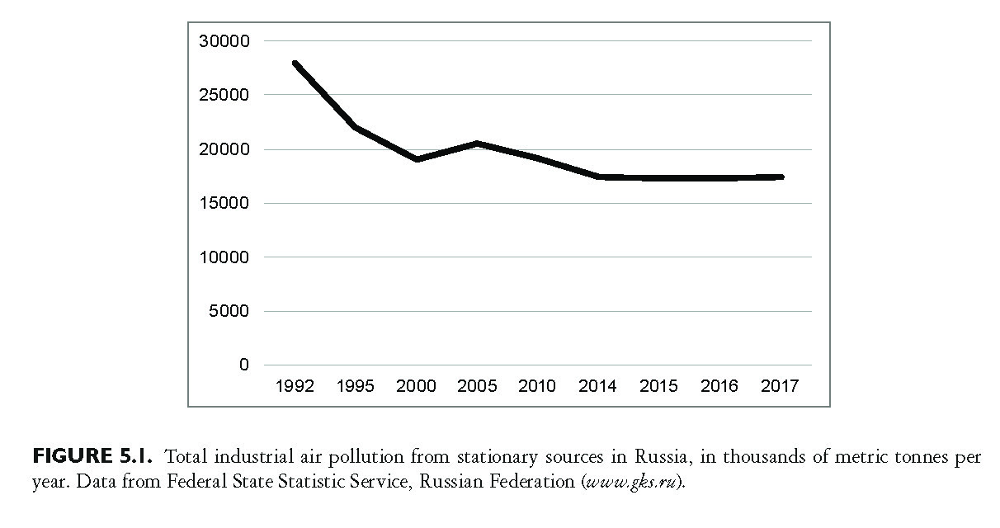 30000
25000
20000
15000
10000
5000
0
1992 1995 2000 2005 2010 2014 2015 2016 2017
FIGURE 5.1. Total industrial air pollution from stationary sources in Russia, in thousands of metric tonnes per
year. Data from Federal State Statistic Service, Russian Federation (www.gks.ru).